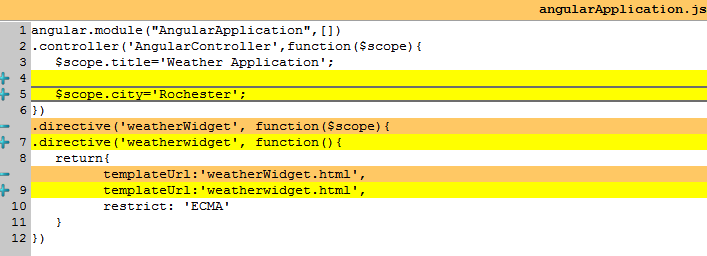 angularApplication.js
1 angular.module("AngularApplication",[])
2 .controller('AngularController',function($scope){
3 $scope.title='Weather Application';
+ 4
+ 5 $scope.city='Rochester';
6 })
- .directive('weatherWidget', function($scope){
+ 7 .directive('weatherwidget', function(){
8 return{
- templateUrl:'weatherWidget.html',
+ 9 templateUrl:'weatherwidget.html',
10 restrict: 'ECMA'
11 }
12 })